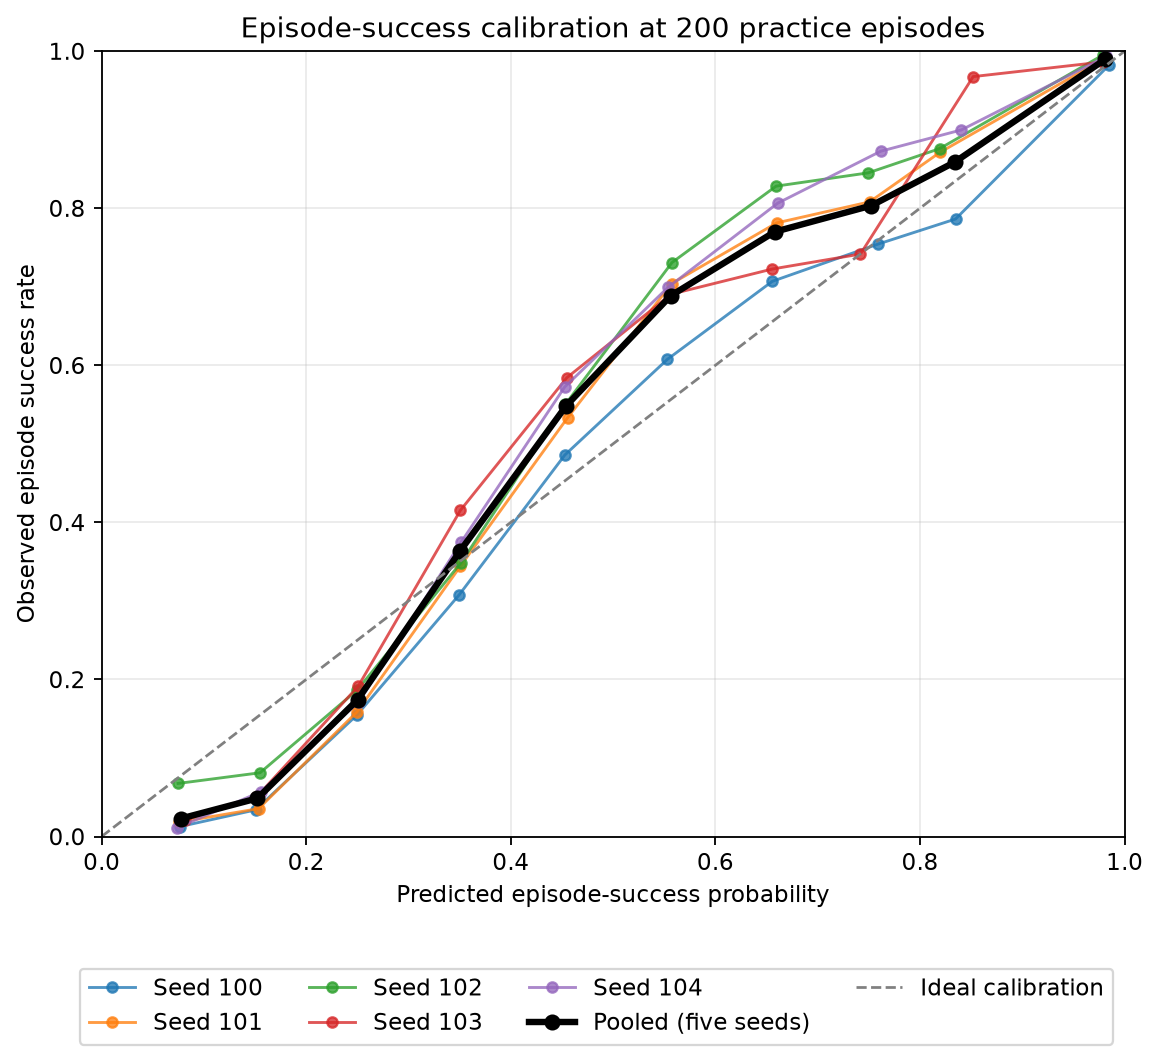 Episode-success calibration at 200 practice episodes
Observed episode success rate
1.0
0.8
0.6
0.4
0.2
0.0
0.0 0.2 0.4 0.6 0.8 1.0
Predicted episode-success probability
Seed 100 Seed 102 Seed 104 Ideal calibration
Seed 101 Seed 103 Pooled (five seeds)